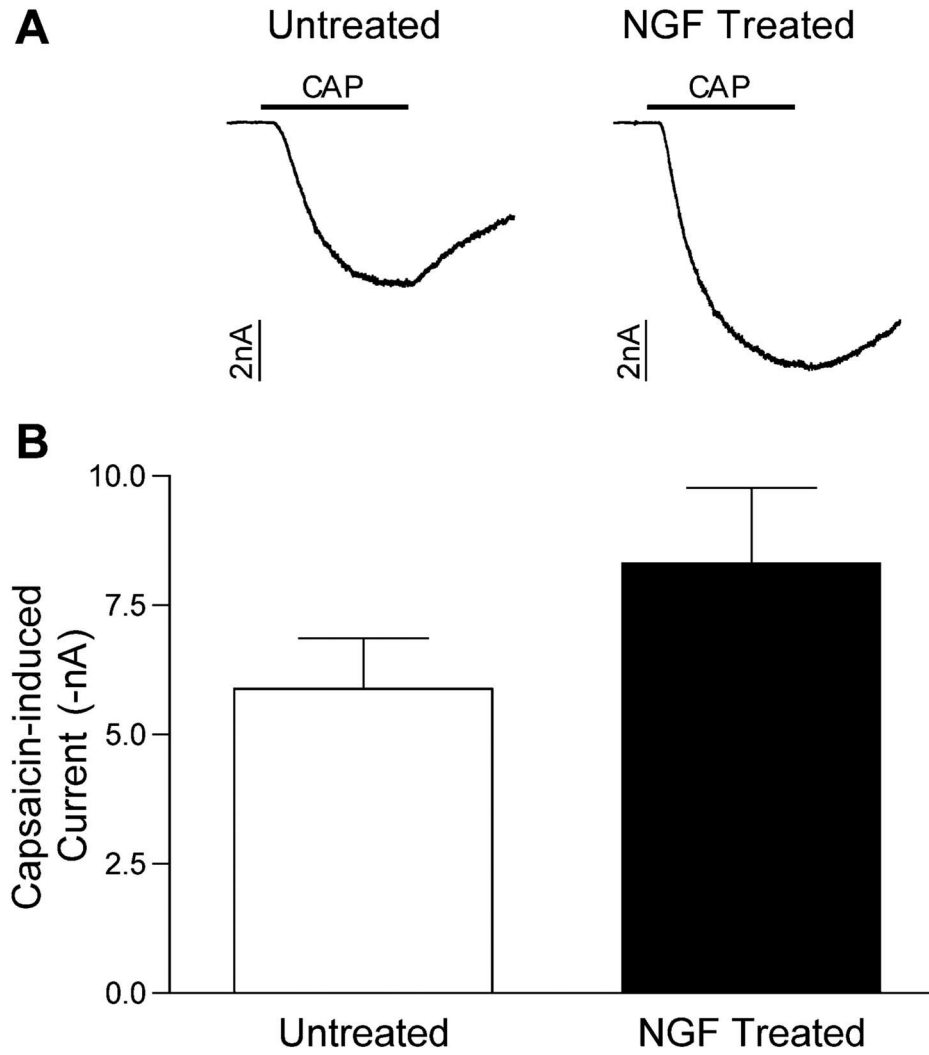 A
Untreated
NGF Treated
CAP
CAP
2nA
2nA
B
Capsaicin-induced
Current (-nA)
10.0
7.5
5.0
2.5
0.0
Untreated
NGF Treated